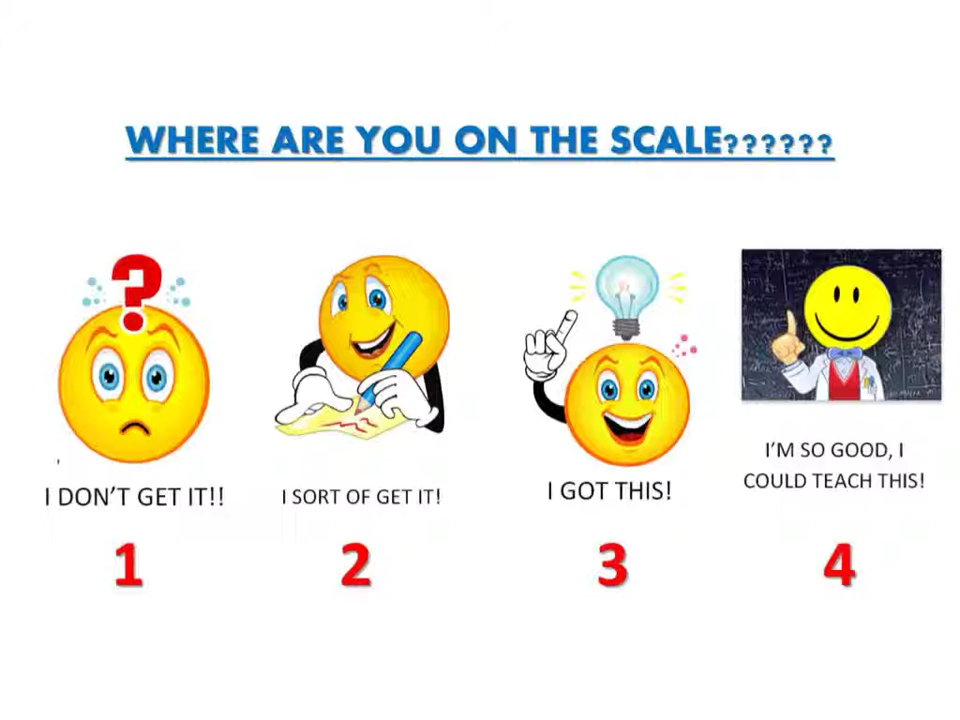 WHERE ARE YOU ON THE SCALE??????
I DON'T GET IT!!
I SORT OF GET IT!
I GOT THIS!
I'M SO GOOD, I
COULD TEACH THIS!
1
2
3
4